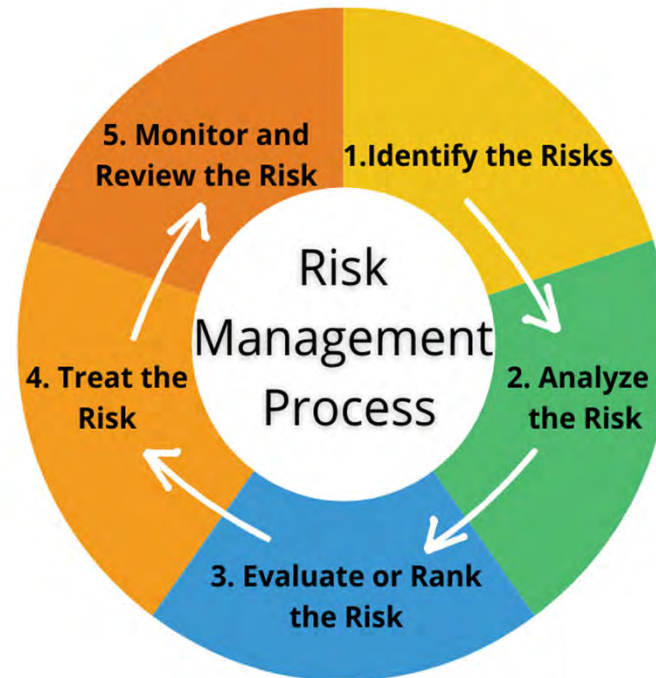 Risk
Management
Process
1.Identify the Risks
2. Analyze
the Risk
3. Evaluate or Rank
the Risk
4. Treat the
Risk
5. Monitor and
Review the Risk